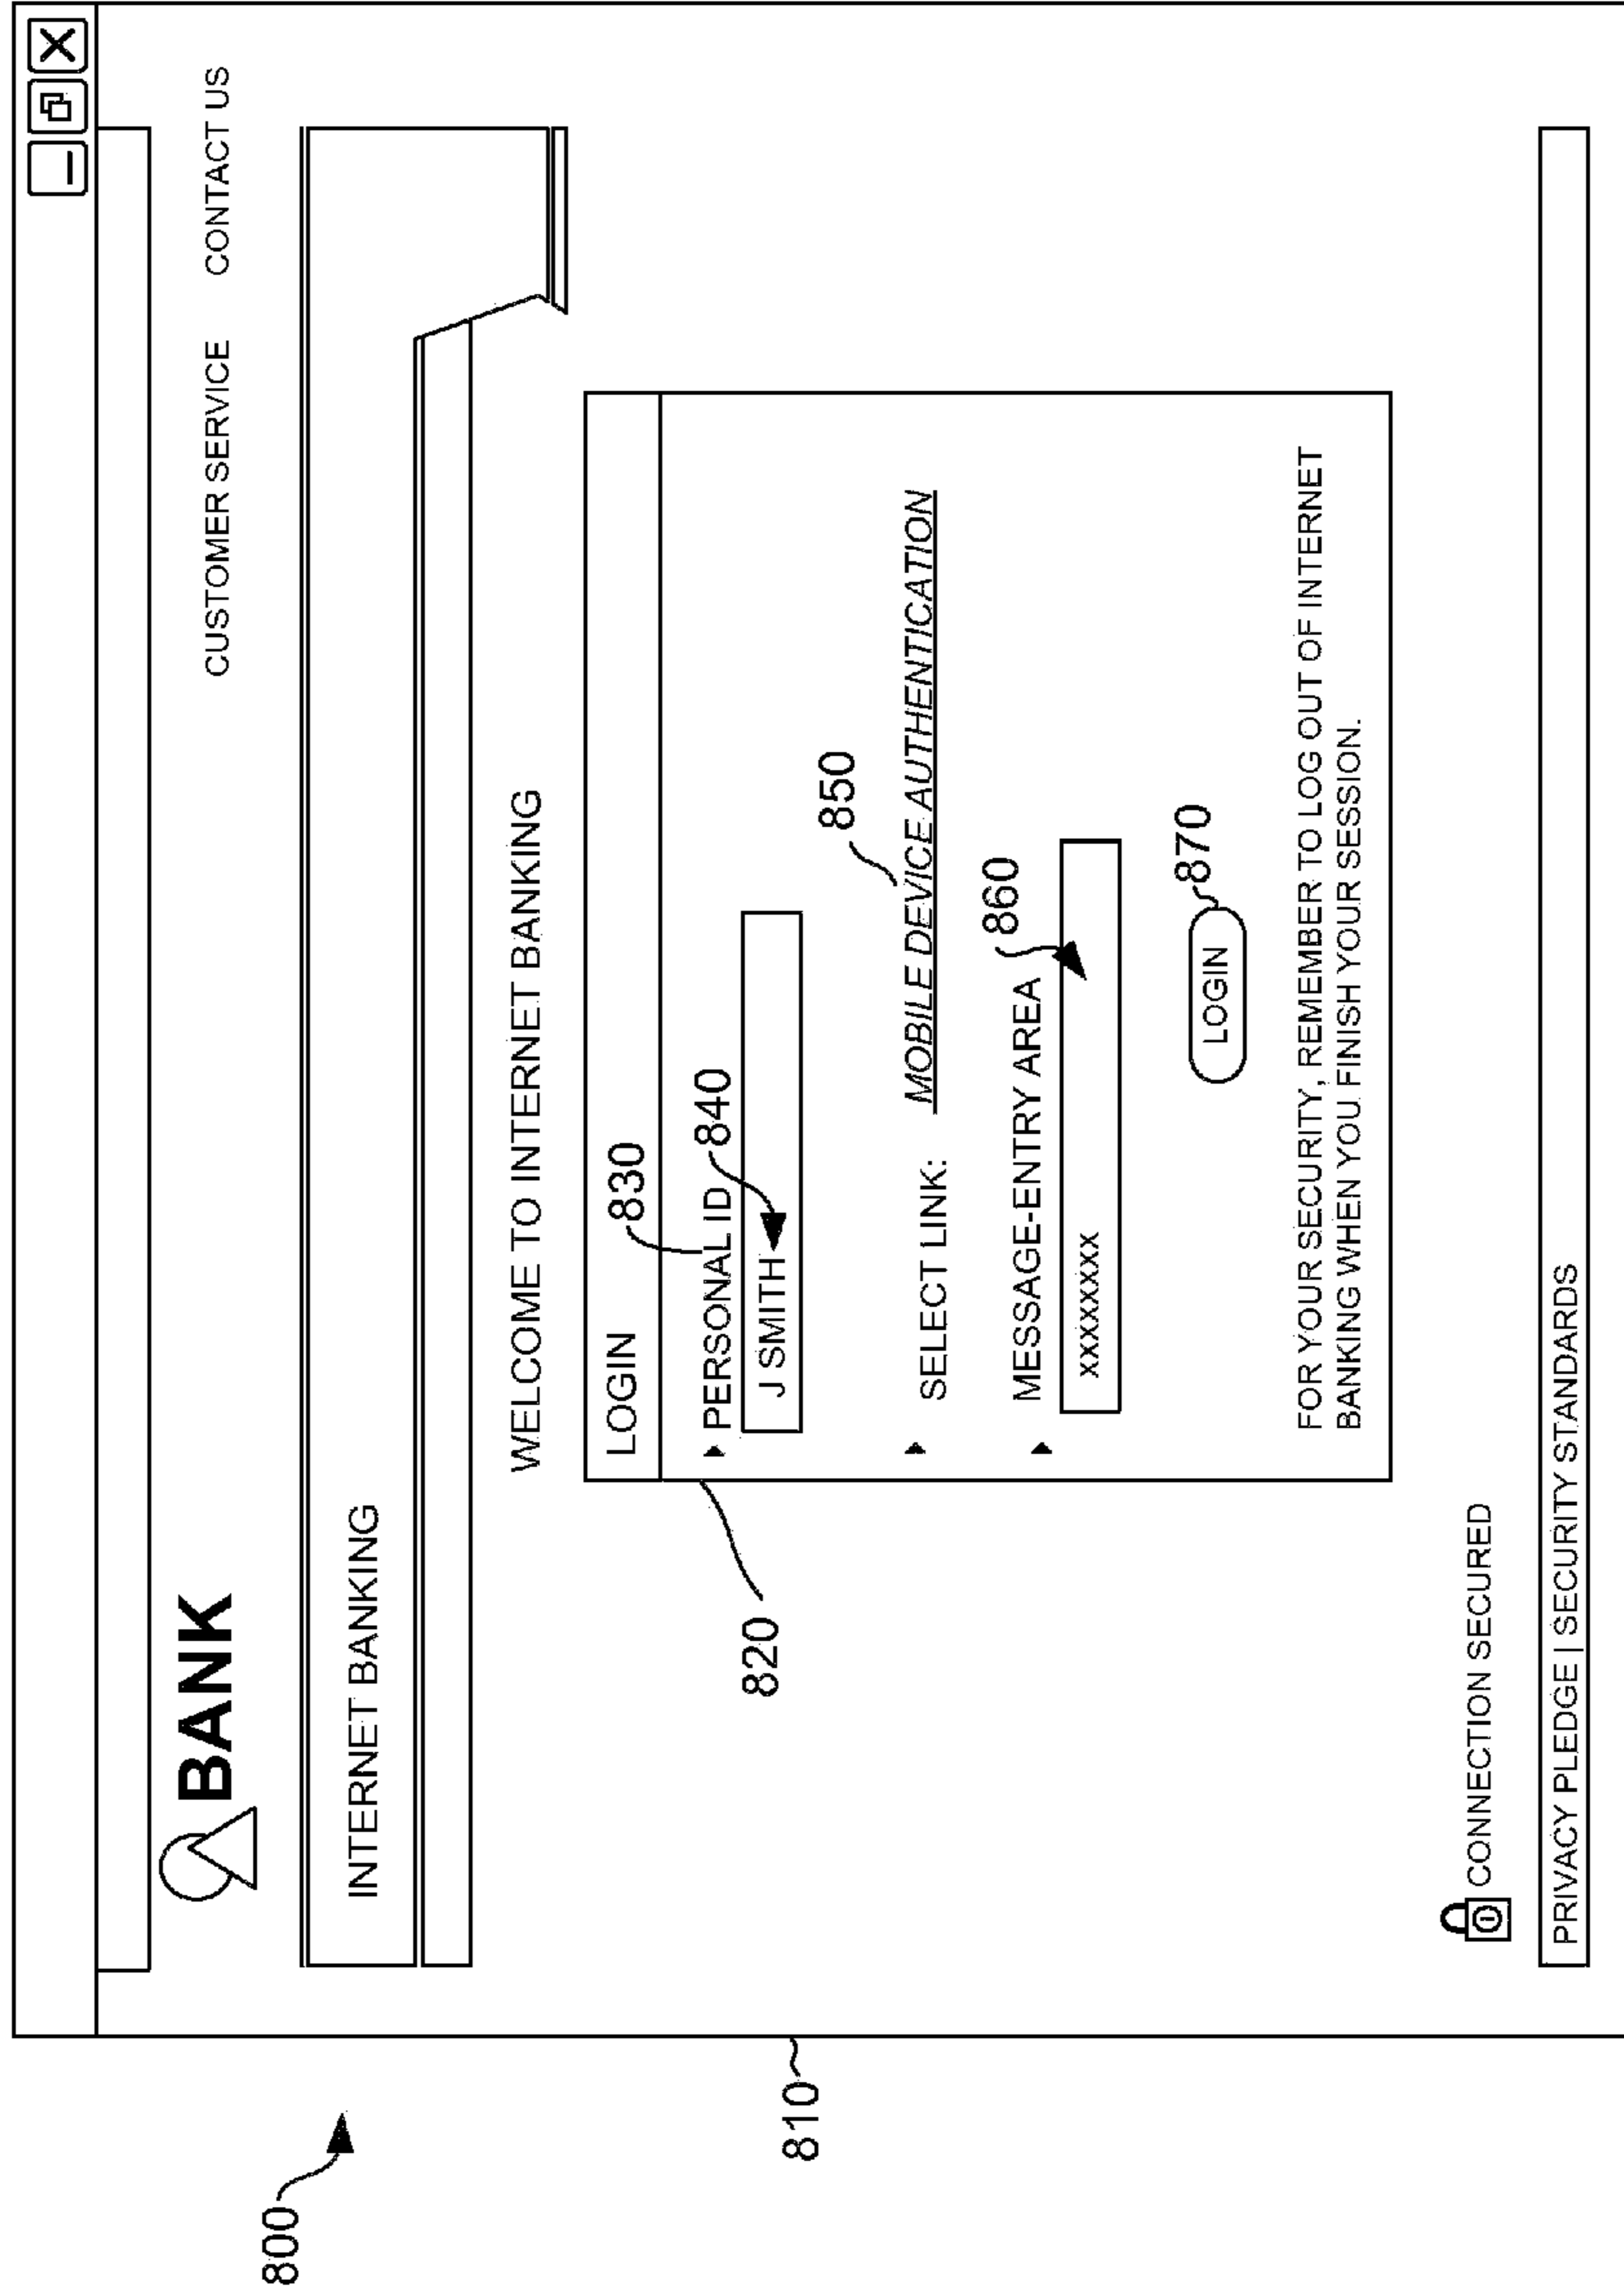 800
810
BANK
CUSTOMER SERVICE CONTACT US
INTERNET BANKING
WELCOME TO INTERNET BANKING
820
LOGIN
830
PERSONAL ID
840
J SMITH
850
SELECT LINK: MOBILE DEVICE AUTHENTICATION
MESSAGE-ENTRY AREA
860
xxxxxxxx
870
LOGIN
FOR YOUR SECURITY, REMEMBER TO LOG OUT OF INTERNET
BANKING WHEN YOU FINISH YOUR SESSION.
CONNECTION SECURED
PRIVACY PLEDGE | SECURITY STANDARDS